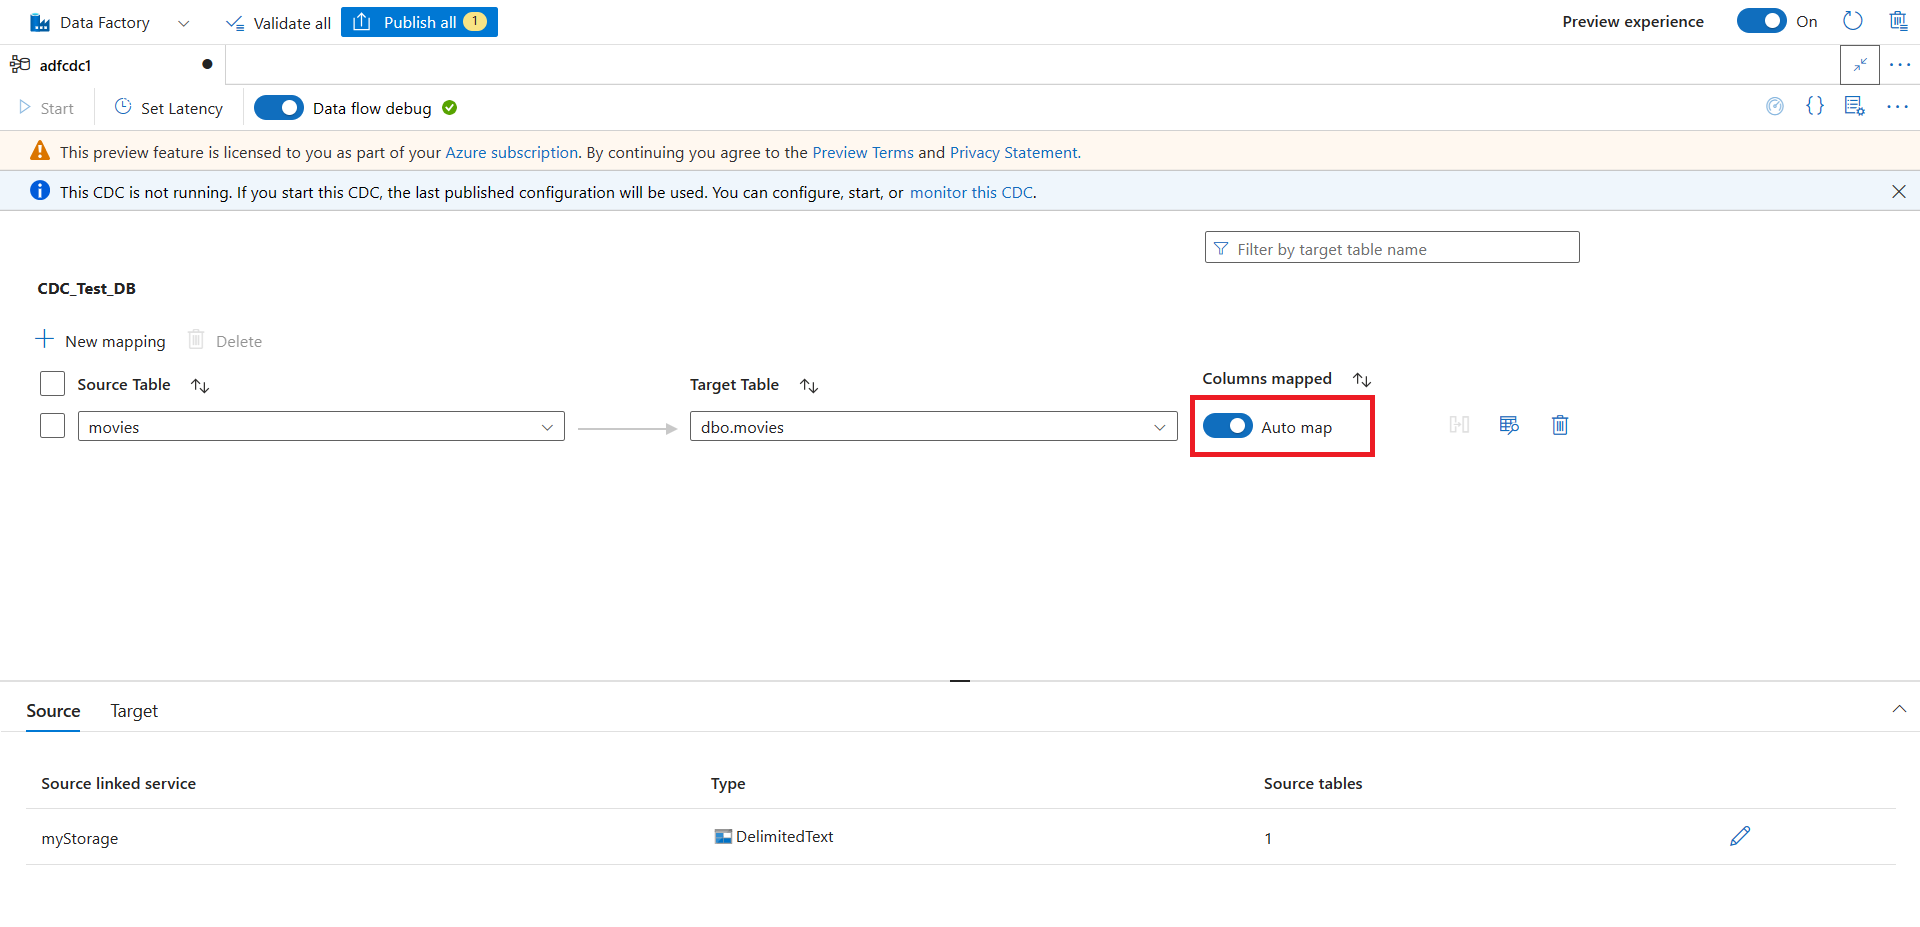 Data Factory
Validate all
Publish all 1
Preview experience
On
adfcdc1
Start
Set Latency
Data flow debug
This preview feature is licensed to you as part of your Azure subscription. By continuing you agree to the Preview Terms and Privacy Statement.
This CDC is not running. If you start this CDC, the last published configuration will be used. You can configure, start, or monitor this CDC.
Filter by target table name
CDC_Test_DB
New mapping
Delete
Source Table
Target Table
Columns mapped
movies
dbo.movies
Auto map
Source
Target
Source linked service
Type
Source tables
myStorage
DelimitedText
1